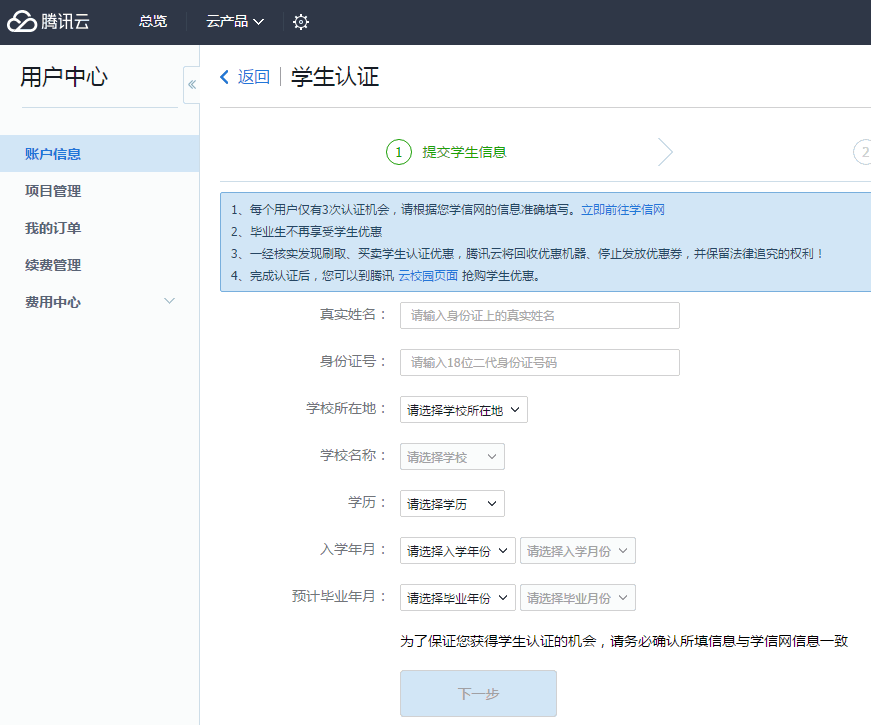 腾讯云 总览 云产品
用户中心
«
返回 学生认证
账户信息
项目管理
我的订单
续费管理
费用中心
1 提交学生信息
2
1、每个用户仅有3次认证机会，请根据您学信网的信息准确填写。立即前往学信网
2、毕业生不再享受学生优惠
3、一经核实发现刷取、买卖学生认证优惠，腾讯云将回收优惠机器、停止发放优惠券，并保留法律追究的权利！
4、完成认证后，您可以到腾讯 云校园页面 抢购学生优惠。
真实姓名： 请输入身份证上的真实姓名
身份证号： 请输入18位二代身份证号码
学校所在地： 请选择学校所在地
学校名称： 请选择学校
学历： 请选择学历
入学年月： 请选择入学年份 请选择入学月份
预计毕业年月： 请选择毕业年份 请选择毕业月份
为了保证您获得学生认证的机会，请务必确认所填信息与学信网信息一致
下一步